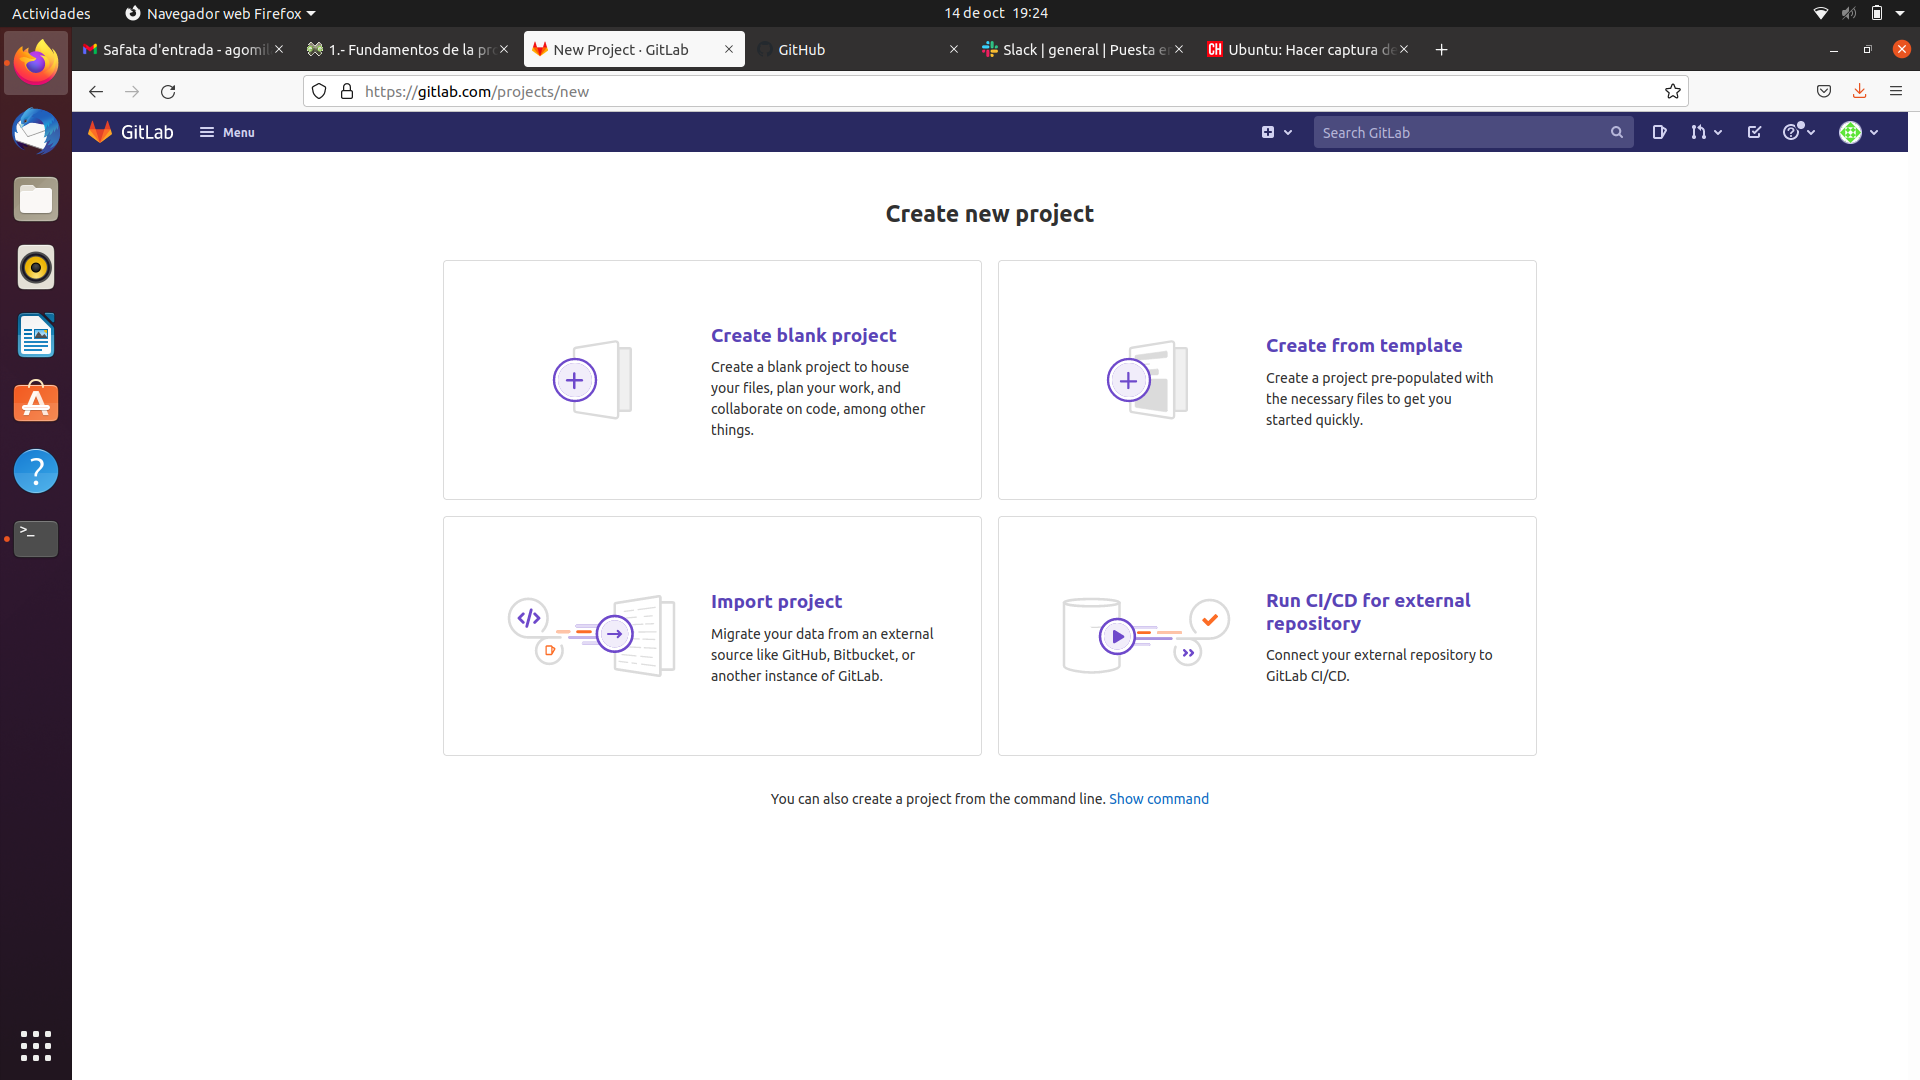 Actividades
Navegador web Firefox
14 de oct 19:24
Safata d'entrada - agomil
1.- Fundamentos de la pro
New Project · GitLab
GitHub
Slack | general | Puesta en
Ubuntu: Hacer captura de
https://gitlab.com/projects/new
GitLab
Menu
Search GitLab
Create new project
Create blank project
Create a blank project to house
your files, plan your work, and
collaborate on code, among other
things.
Create from template
Create a project pre-populated with
the necessary files to get you
started quickly.
Import project
Migrate your data from an external
source like GitHub, Bitbucket, or
another instance of GitLab.
Run CI/CD for external
repository
Connect your external repository to
GitLab CI/CD.
You can also create a project from the command line. Show command